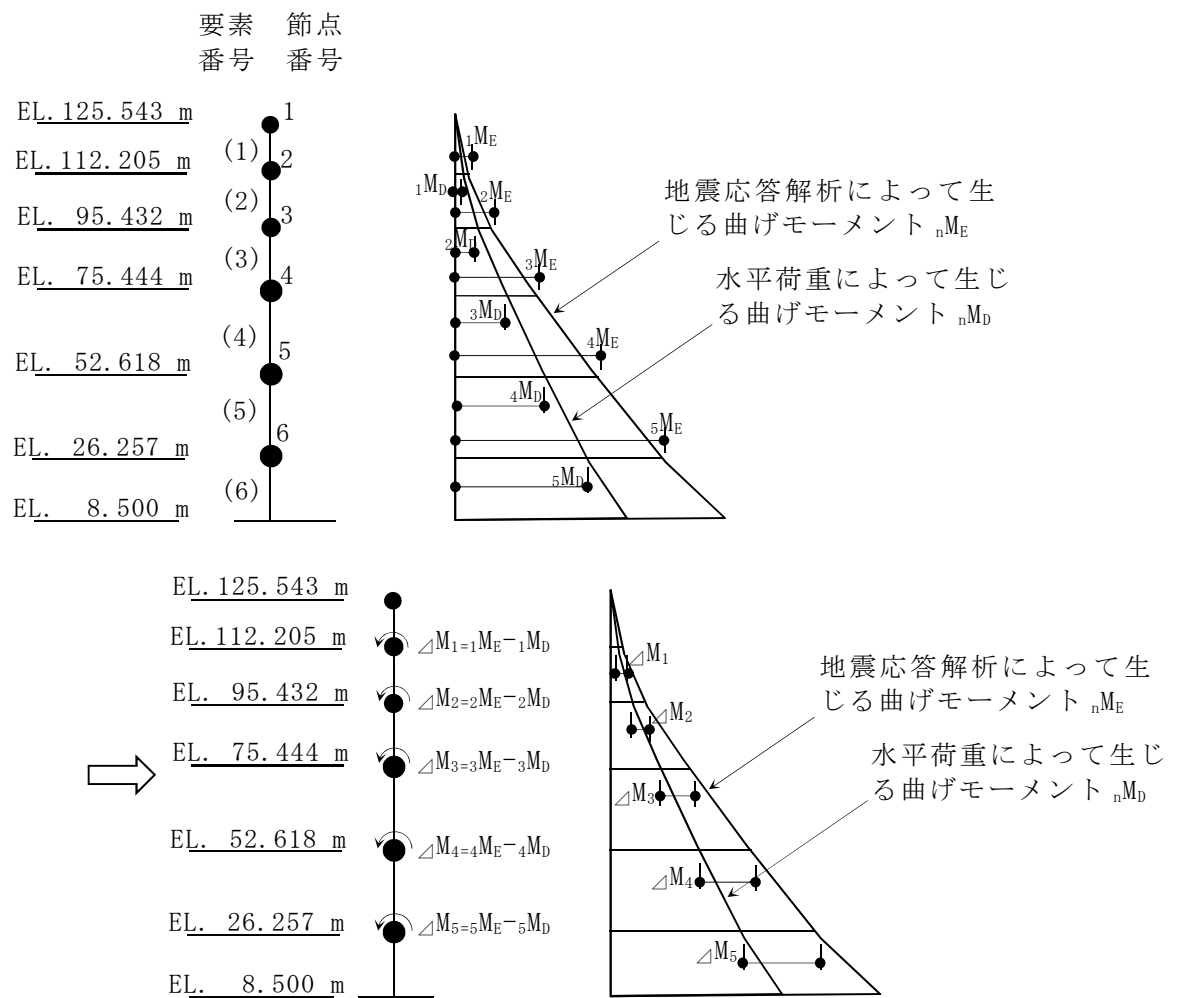 要素 節点
番号 番号
EL.125.543 m
1
(1)
EL.112.205 m
2
(2)
EL. 95.432 m
3
(3)
EL. 75.444 m
4
(4)
EL. 52.618 m
5
(5)
EL. 26.257 m
6
(6)
EL. 8.500 m
1ME
1MD
2ME
2MD
3ME
3MD
4ME
4MD
5ME
5MD
地震応答解析によって生
じる曲げモーメント nME
水平荷重によって生じ
る曲げモーメント nMD
EL.125.543 m
EL.112.205 m
⊿M1=1ME−1MD
EL. 95.432 m
⊿M2=2ME−2MD
EL. 75.444 m
⊿M3=3ME−3MD
EL. 52.618 m
⊿M4=4ME−4MD
EL. 26.257 m
⊿M5=5ME−5MD
EL. 8.500 m
⊿M1
⊿M2
⊿M3
⊿M4
⊿M5
地震応答解析によって生
じる曲げモーメント nME
水平荷重によって生じ
る曲げモーメント nMD